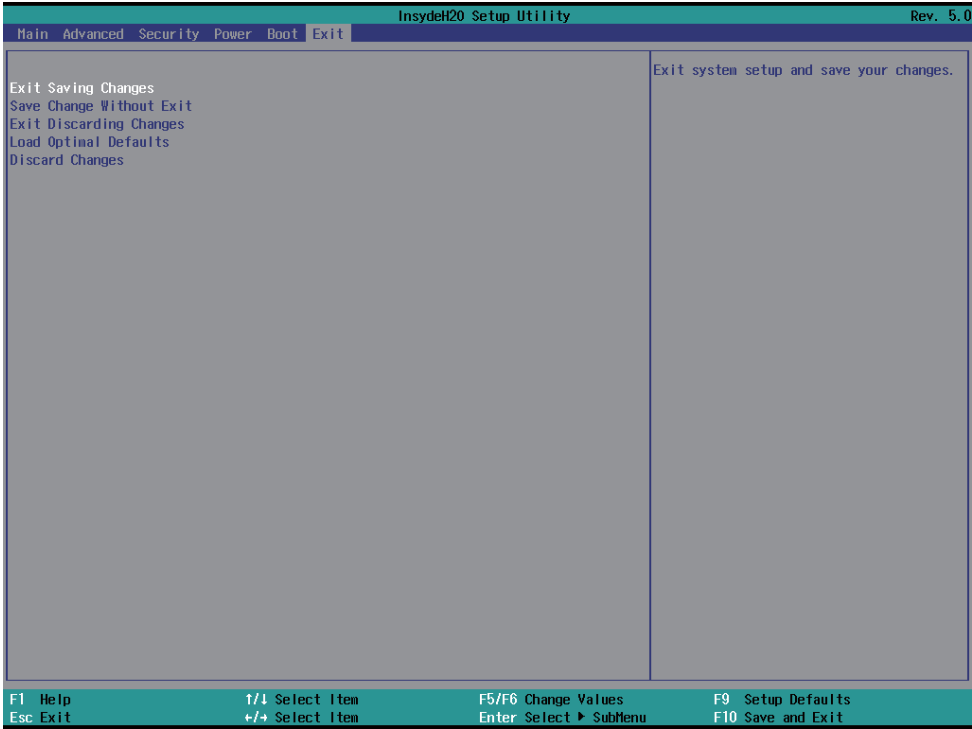 InsydeH20 Setup Utility Rev. 5.0
Main Advanced Security Power Boot Exit
Exit system setup and save your changes.
Exit Saving Changes
Save Change Without Exit
Exit Discarding Changes
Load Optimal Defaults
Discard Changes
F1 Help ↑/↓ Select Item F5/F6 Change Values F9 Setup Defaults
Esc Exit ←/→ Select Item Enter Select ▶ SubMenu F10 Save and Exit